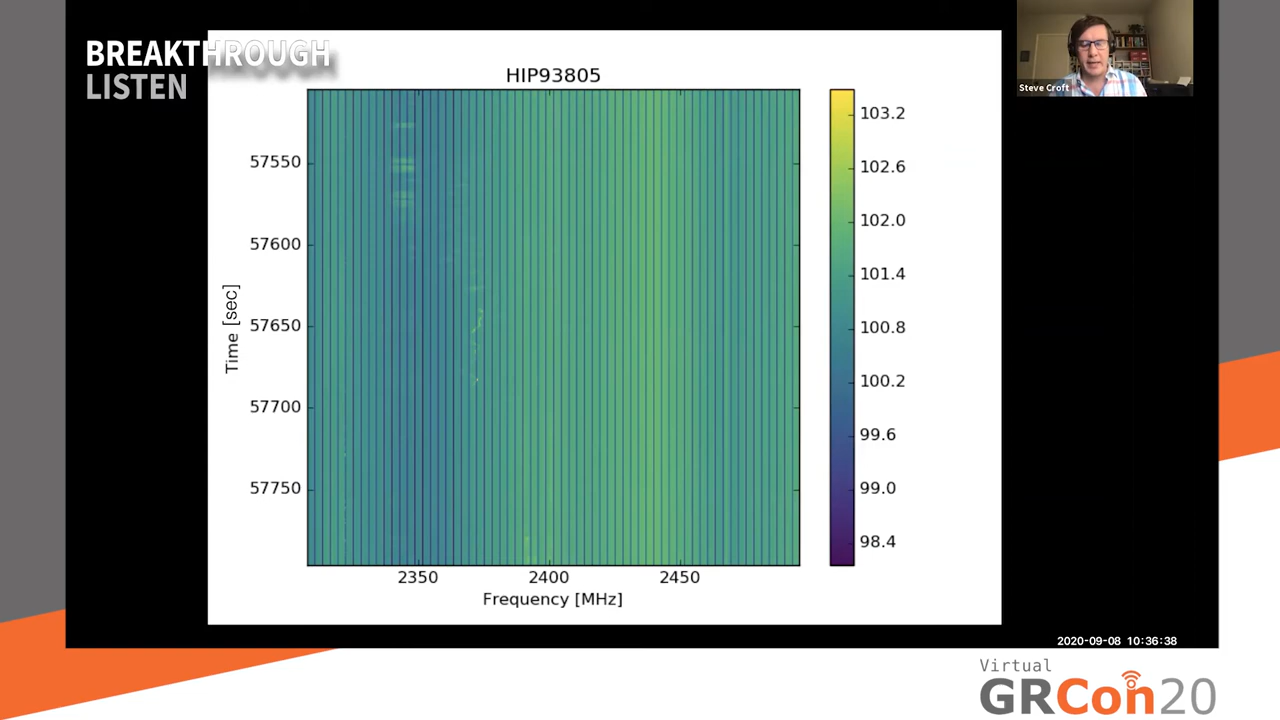 BREAKTHROUGH
LISTEN
Steve Croft
HIP93805
103.2
102.6
102.0
101.4
100.8
100.2
99.6
99.0
98.4
57550
57600
57650
57700
57750
Time [sec]
2350
2400
2450
Frequency [MHz]
2020-09-08 10:36:38
Virtual
GRCon20